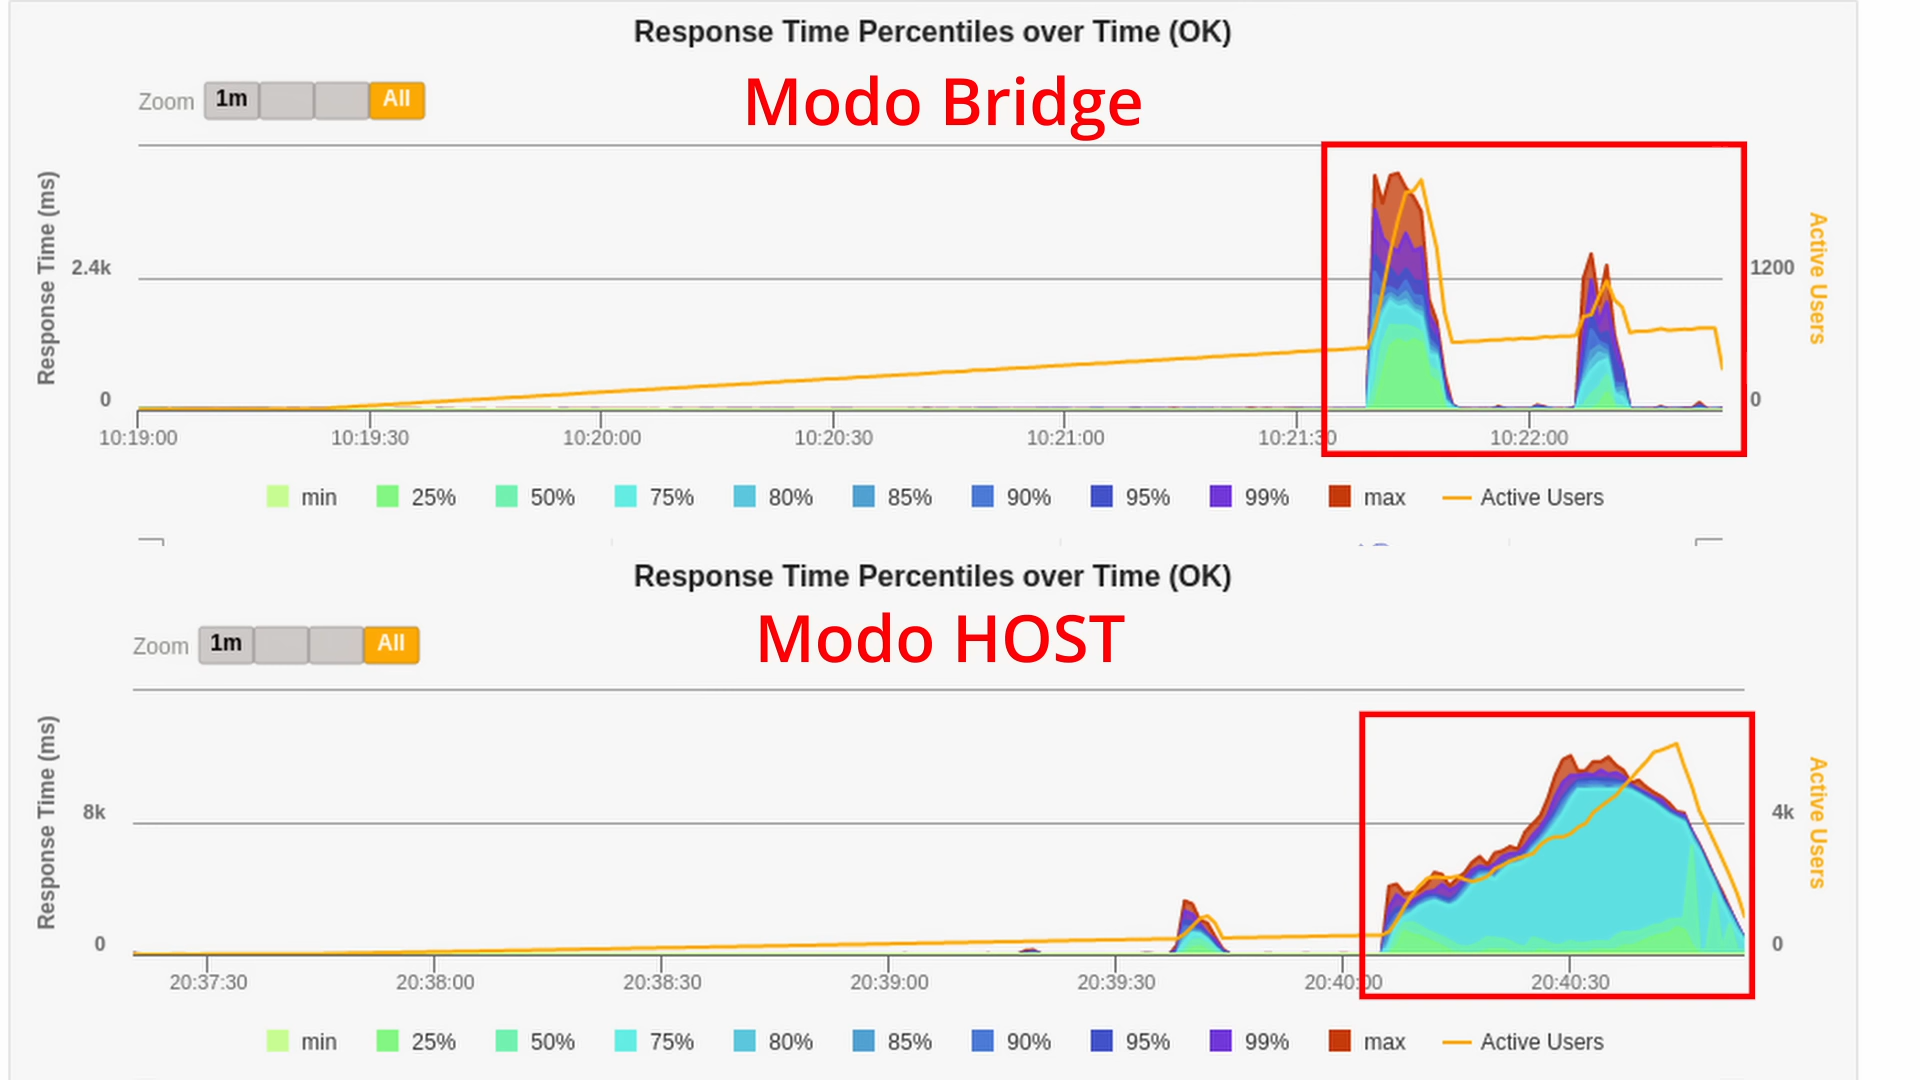 Response Time Percentiles over Time (OK)
Modo Bridge
Zoom 1m All
Response Time (ms)
2.4k
0
1200
0
Active Users
10:19:00 10:19:30 10:20:00 10:20:30 10:21:00 10:21:30 10:22:00
min 25% 50% 75% 80% 85% 90% 95% 99% max Active Users
Response Time Percentiles over Time (OK)
Modo HOST
Zoom 1m All
Response Time (ms)
8k
0
4k
0
Active Users
20:37:30 20:38:00 20:38:30 20:39:00 20:39:30 20:40:00 20:40:30
min 25% 50% 75% 80% 85% 90% 95% 99% max Active Users